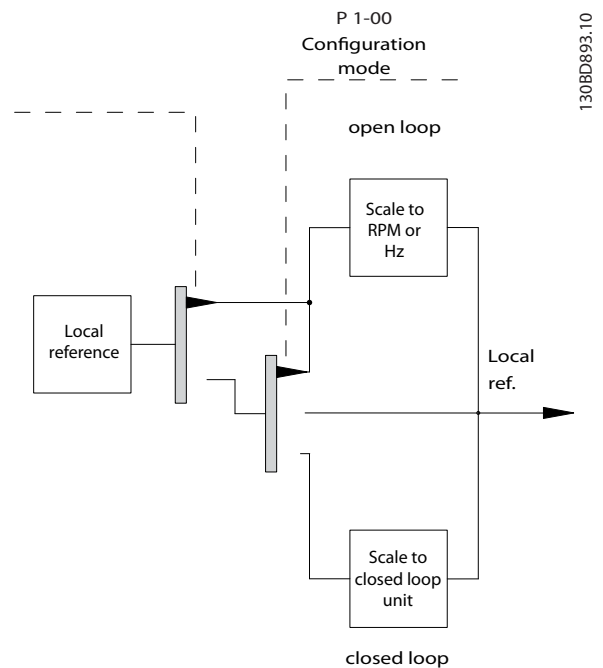 P 1-00
Configuration
mode
130BD893.10
open loop
Scale to
RPM or
Hz
Local
reference
Local
ref.
Scale to
closed loop
unit
closed loop